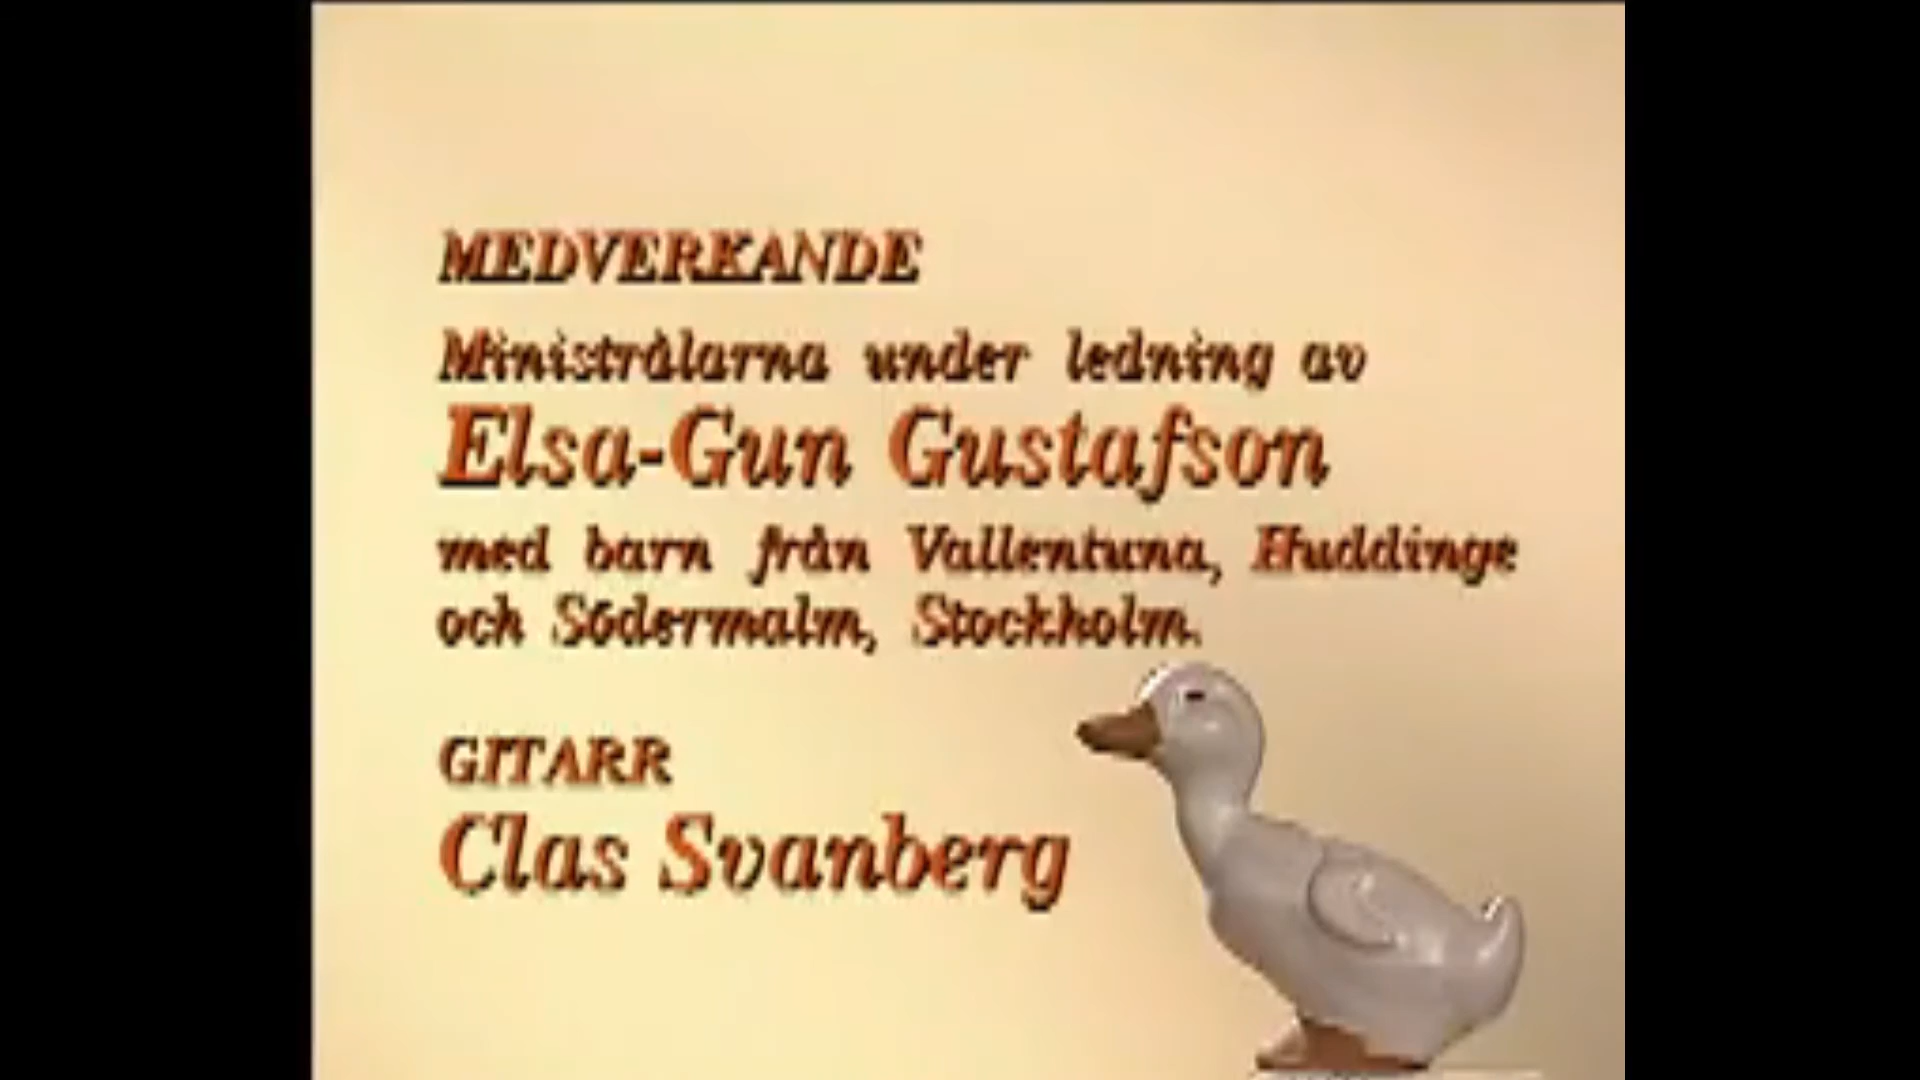 MEDVERKANDE
Ministrålarna under ledning av
Elsa-Gun Gustafson
med barn från Vallentuna, Huddinge
och Södermalm, Stockholm.
GITARR
Clas Svanberg